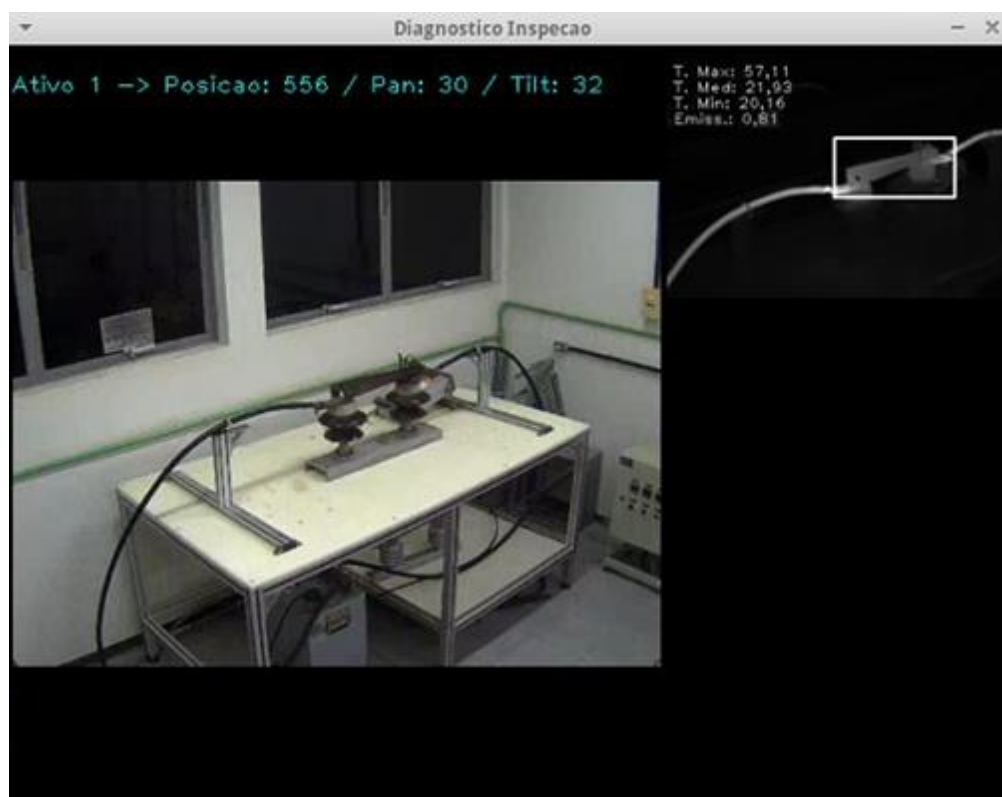 Diagnostico Inspecao
Ativo 1 -> Posicao: 556 / Pan: 30 / Tilt: 32
T. Max: 57,11
T. Med: 21,93
T. Min: 20,16
Emiss.: 0,81